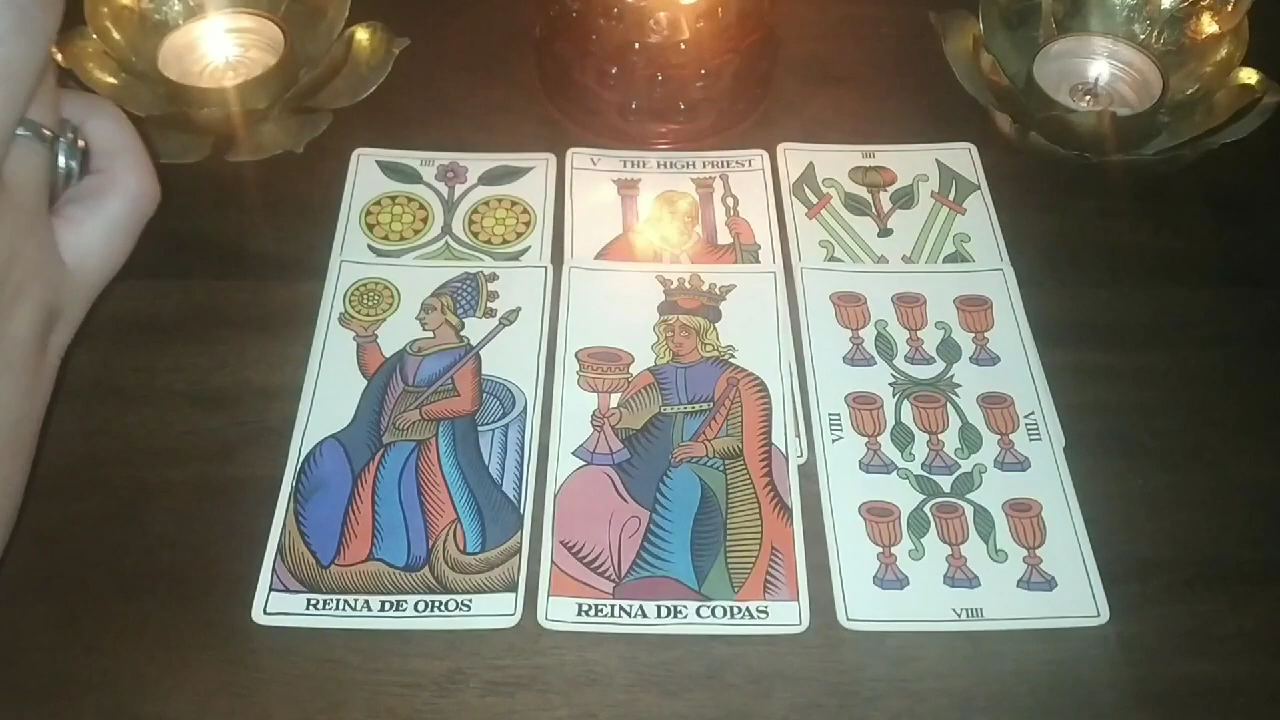 IIII
V THE HIGH PRIEST
IIII
REINA DE OROS
REINA DE COPAS
VIIII
VIIII
VIIII